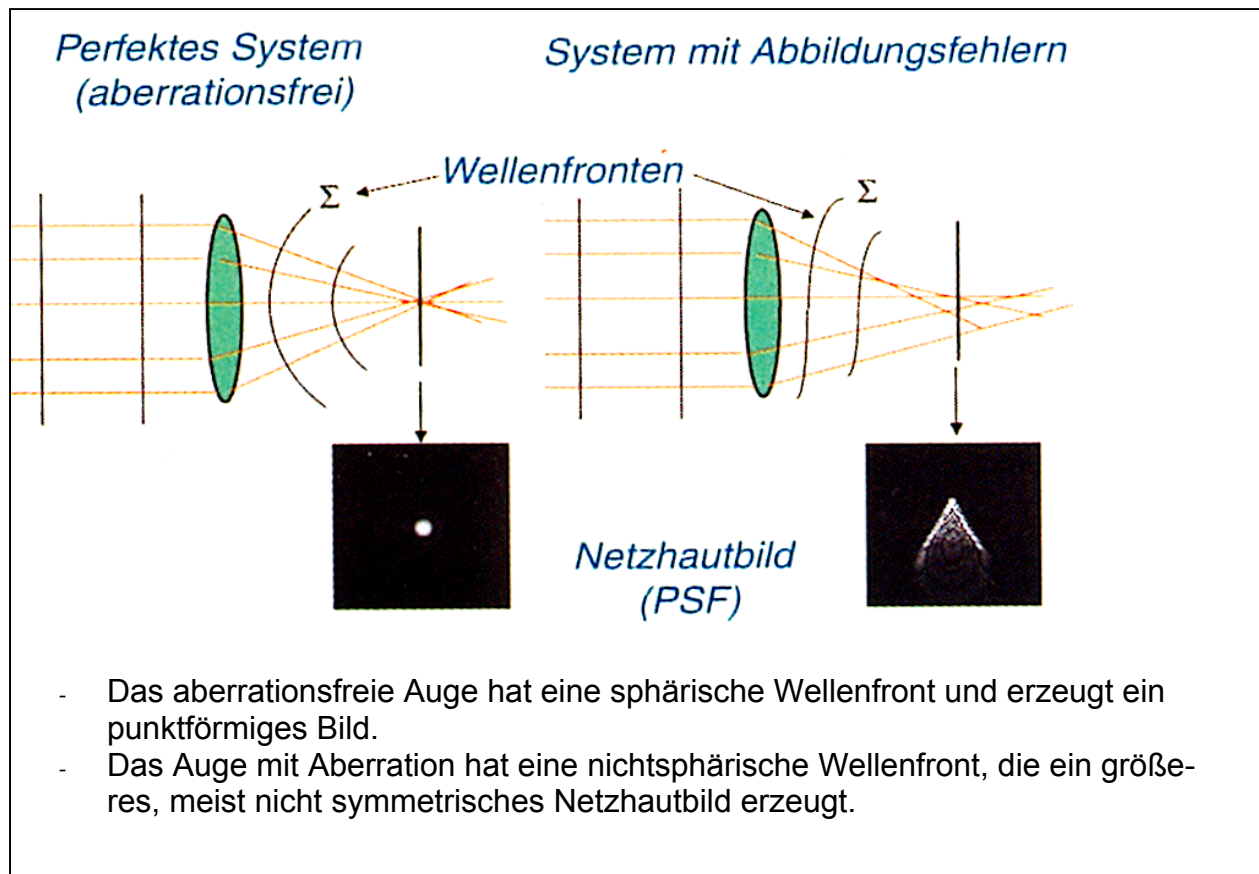 Perfektes System
(aberrationsfrei)
System mit Abbildungsfehlern
Wellenfronten
Σ
Σ
Netzhautbild
(PSF)
- Das aberrationsfreie Auge hat eine sphärische Wellenfront und erzeugt ein
punktförmiges Bild.
- Das Auge mit Aberration hat eine nichtsphärische Wellenfront, die ein größe-
res, meist nicht symmetrisches Netzhautbild erzeugt.